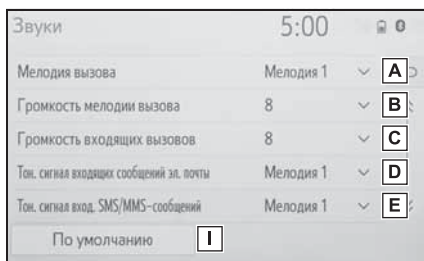 Звуки 5:00
Мелодия вызова Мелодия 1 A
Громкость мелодии вызова 8 B
Громкость входящих вызовов 8 C
Тон. сигнал входящих сообщений эл. почты Мелодия 1 D
Тон. сигнал вход. SMS/MMS-сообщений Мелодия 1 E
По умолчанию I